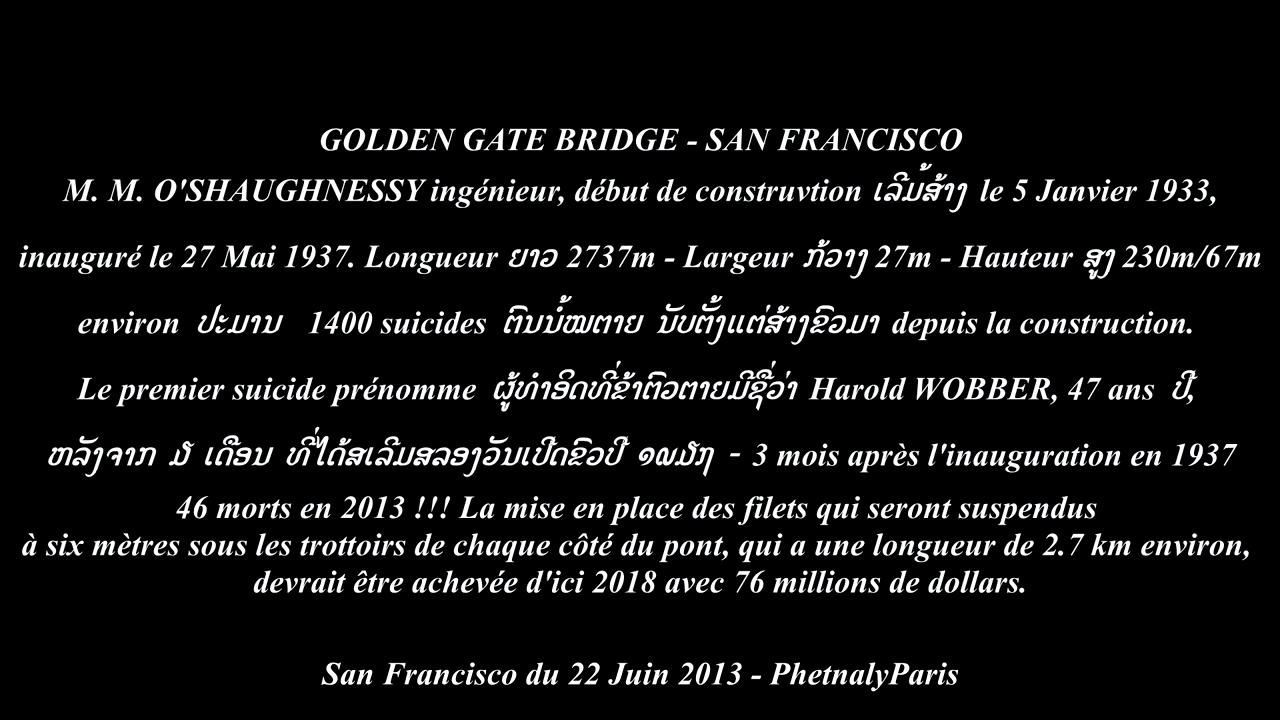 GOLDEN GATE BRIDGE - SAN FRANCISCO
M. M. O'SHAUGHNESSY ingénieur, début de construvtion ເລີມ້ສ້າງ le 5 Janvier 1933,
inauguré le 27 Mai 1937. Longueur ຍາວ 2737m - Largeur ກ້ວາງ 27m - Hauteur ສູງ 230m/67m
environ ປະມານ 1400 suicides ຕົນບໍ້ໝຕາຍ ນັບຕັ້ງແຕ່ສ້າງຂົວມາ depuis la construction.
Le premier suicide prénomme ຜູ້ທຳອິດທີ່ຂ້າຕົວຕາຍມີຊື່ວ່າ Harold WOBBER, 47 ans ປີ,
ຫລັງຈາກ ໓ ເດືອນ ທີ່ໄດ້ສເລີມສລອງວັນເປີດຂົວປີ ໑໙໓໗ - 3 mois après l'inauguration en 1937
46 morts en 2013 !!! La mise en place des filets qui seront suspendus
à six mètres sous les trottoirs de chaque côté du pont, qui a une longueur de 2.7 km environ,
devrait être achevée d'ici 2018 avec 76 millions de dollars.
San Francisco du 22 Juin 2013 - PhetnalyParis